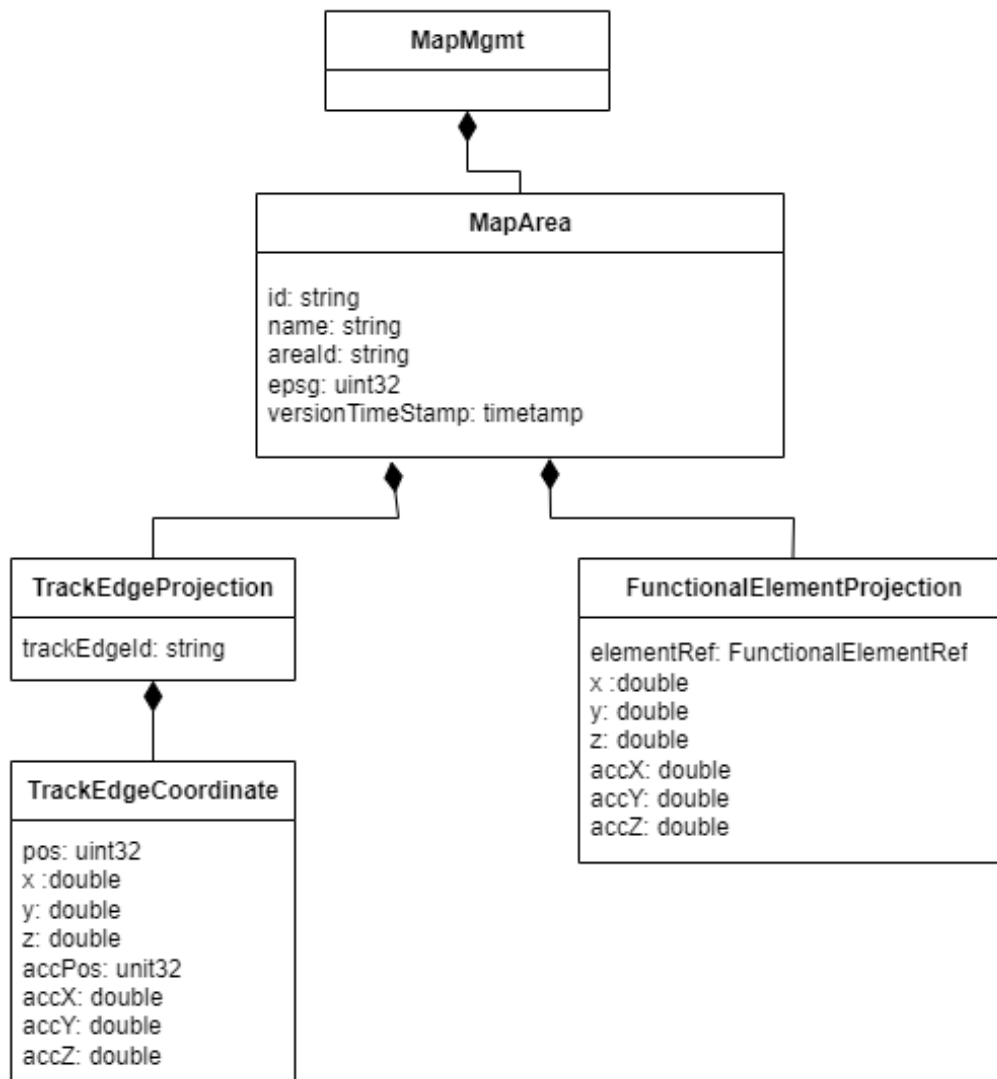 MapMgmt
MapArea
id: string
name: string
areaId: string
epsg: uint32
versionTimeStamp: timetamp
TrackEdgeProjection
trackEdgeId: string
FunctionalElementProjection
elementRef: FunctionalElementRef
x :double
y: double
z: double
accX: double
accY: double
accZ: double
TrackEdgeCoordinate
pos: uint32
x :double
y: double
z: double
accPos: unit32
accX: double
accY: double
accZ: double